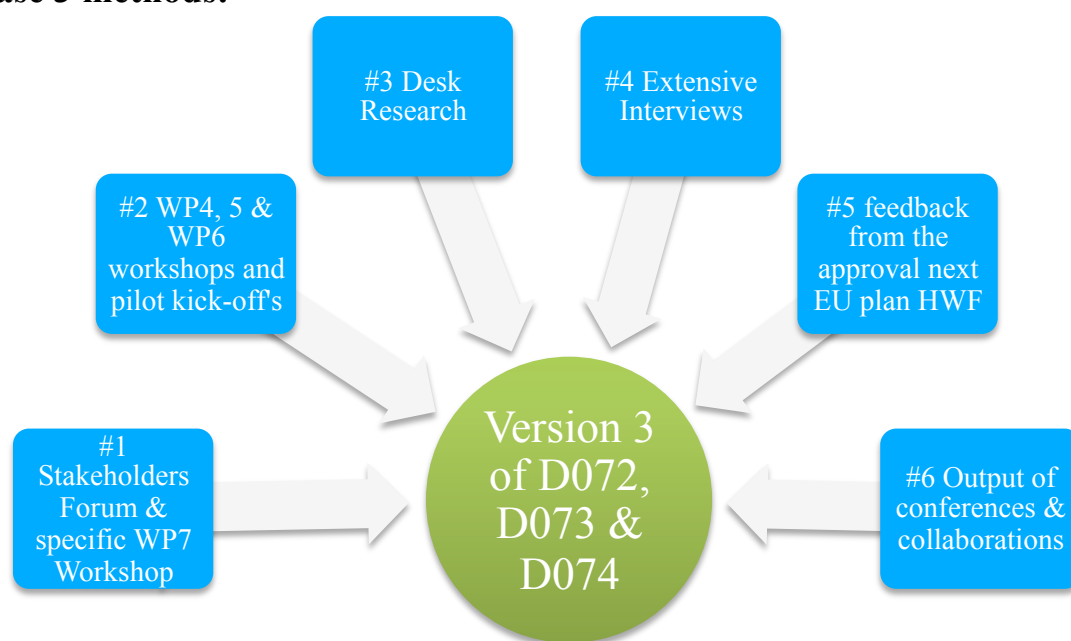 ase 3 methods:
#3 Desk
Research
#4 Extensive
Interviews
#2 WP4, 5 &
WP6
workshops and
pilot kick-off's
#5 feedback
from the
approval next
EU plan HWF
#1
Stakeholders
Forum &
specific WP7
Workshop
Version 3
of D072,
D073 &
D074
#6 Output of
conferences &
collaborations